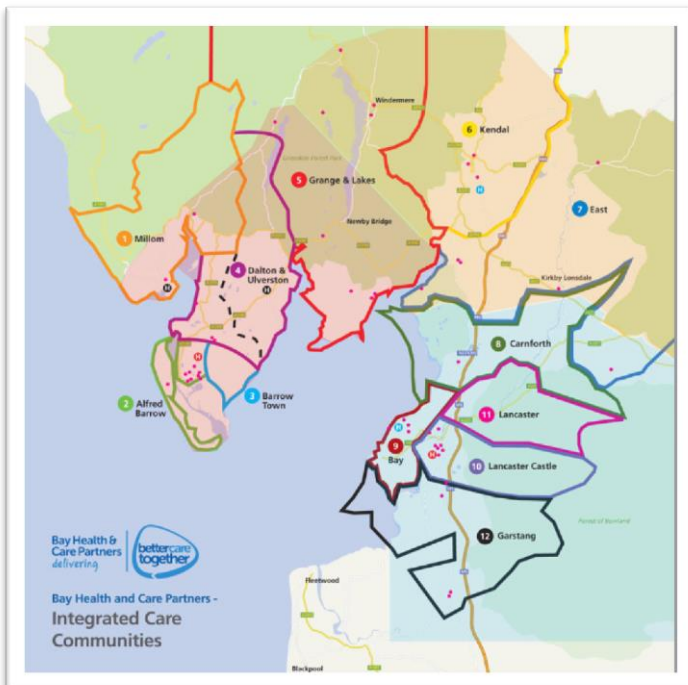 Windermere
6 Kendal
H
5 Grange & Lakes
7 East
1 Millom
Newby Bridge
4 Dalton &
Ulverston
H
H
Kirkby Lonsdale
8 Carnforth
H
2 Alfred
Barrow
3 Barrow
Town
11 Lancaster
H
9
Bay
H
10 Lancaster Castle
12 Garstang
Forest of Bowland
Bay Health &
Care Partners
delivering
bettercare
together
Bay Health and Care Partners -
Integrated Care
Communities
Fleetwood
Blackpool